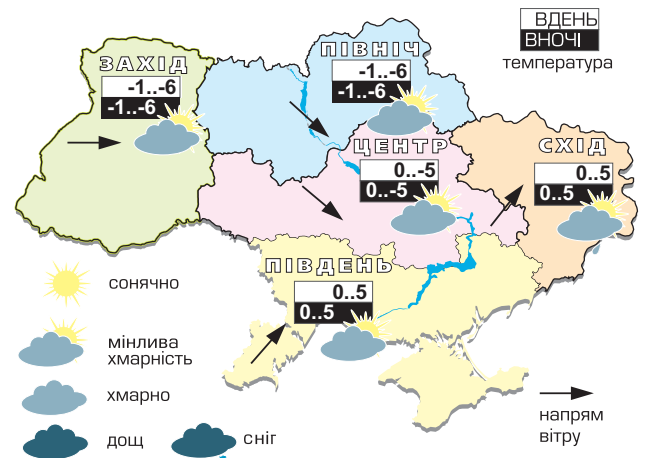 ВДЕНЬ
ВНОЧІ
температура
ЗАХІД
-1..-6
-1..-6
ПІВНІЧ
-1..-6
-1..-6
ЦЕНТР
0..-5
0..-5
СХІД
0..5
0..5
ПІВДЕНЬ
0..5
0..5
сонячно
мінлива
хмарність
хмарно
дощ
сніг
напрям
вітру